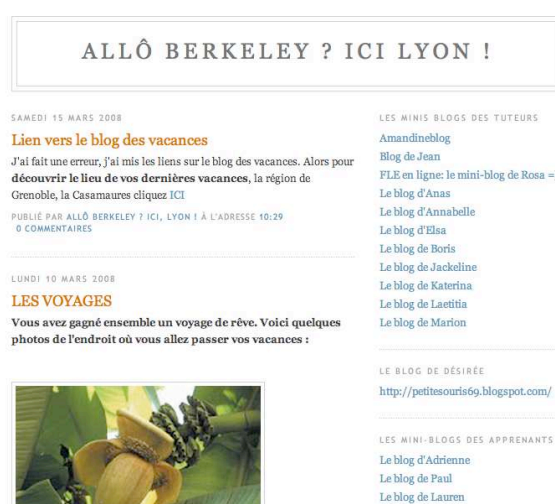 ALLÔ BERKELEY ? ICI LYON !
SAMEDI 15 MARS 2008
Lien vers le blog des vacances
J'ai fait une erreur, j'ai mis les liens sur le blog des vacances. Alors pour
découvrir le lieu de vos dernières vacances, la région de
Grenoble, la Casamaures cliquez ICI
PUBLIÉ PAR ALLÔ BERKELEY ? ICI, LYON ! À L'ADRESSE 10:29
0 COMMENTAIRES
LUNDI 10 MARS 2008
LES VOYAGES
Vous avez gagné ensemble un voyage de rêve. Voici quelques
photos de l'endroit où vous allez passer vos vacances :
LES MINIS BLOGS DES TUTEURS
Amandineblog
Blog de Jean
FLE en ligne: le mini-blog de Rosa =
Le blog d'Anas
Le blog d'Annabelle
Le blog d'Elsa
Le blog de Boris
Le blog de Jackeline
Le blog de Katerina
Le blog de Laetitia
Le blog de Marion
LE BLOG DE DÉSIRÉE
http://petitesouris69.blogspot.com/
LES MINI-BLOGS DES APPRENANTS
Le blog d'Adrienne
Le blog de Paul
Le blog de Lauren